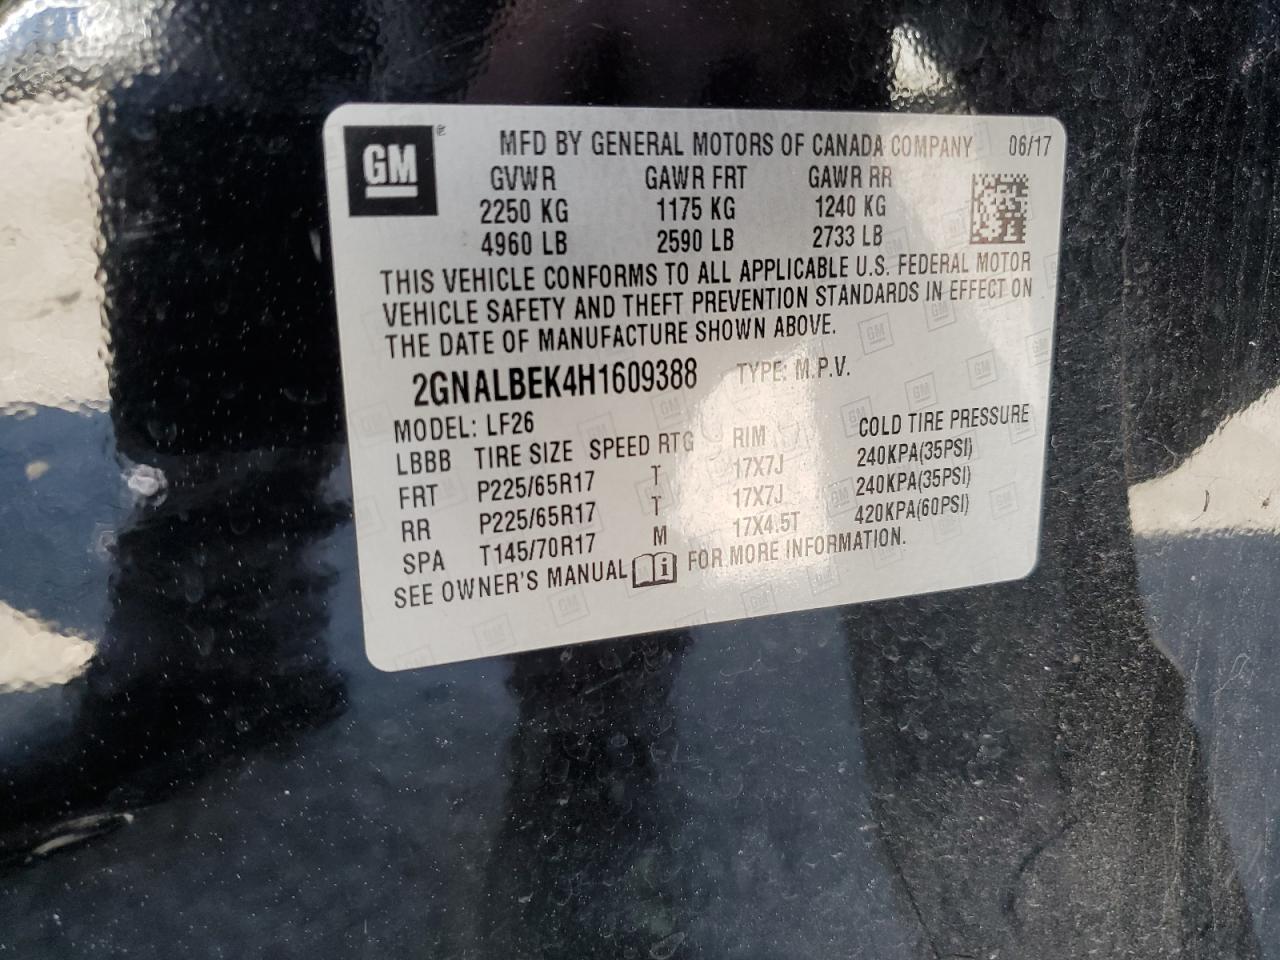 GM
MFD BY GENERAL MOTORS OF CANADA COMPANY 06/17
GVWR GAWR FRT GAWR RR
2250 KG 1175 KG 1240 KG
4960 LB 2590 LB 2733 LB
THIS VEHICLE CONFORMS TO ALL APPLICABLE U.S. FEDERAL MOTOR
VEHICLE SAFETY AND THEFT PREVENTION STANDARDS IN EFFECT ON
THE DATE OF MANUFACTURE SHOWN ABOVE.
2GNALBEK4H1609388 TYPE: M.P.V.
MODEL: LF26
LBBB TIRE SIZE SPEED RTG RIM COLD TIRE PRESSURE
FRT P225/65R17 T 17X7J 240KPA(35PSI)
RR P225/65R17 T 17X7J 240KPA(35PSI)
SPA T145/70R17 M 17X4.5T 420KPA(60PSI)
SEE OWNER'S MANUAL i FOR MORE INFORMATION.